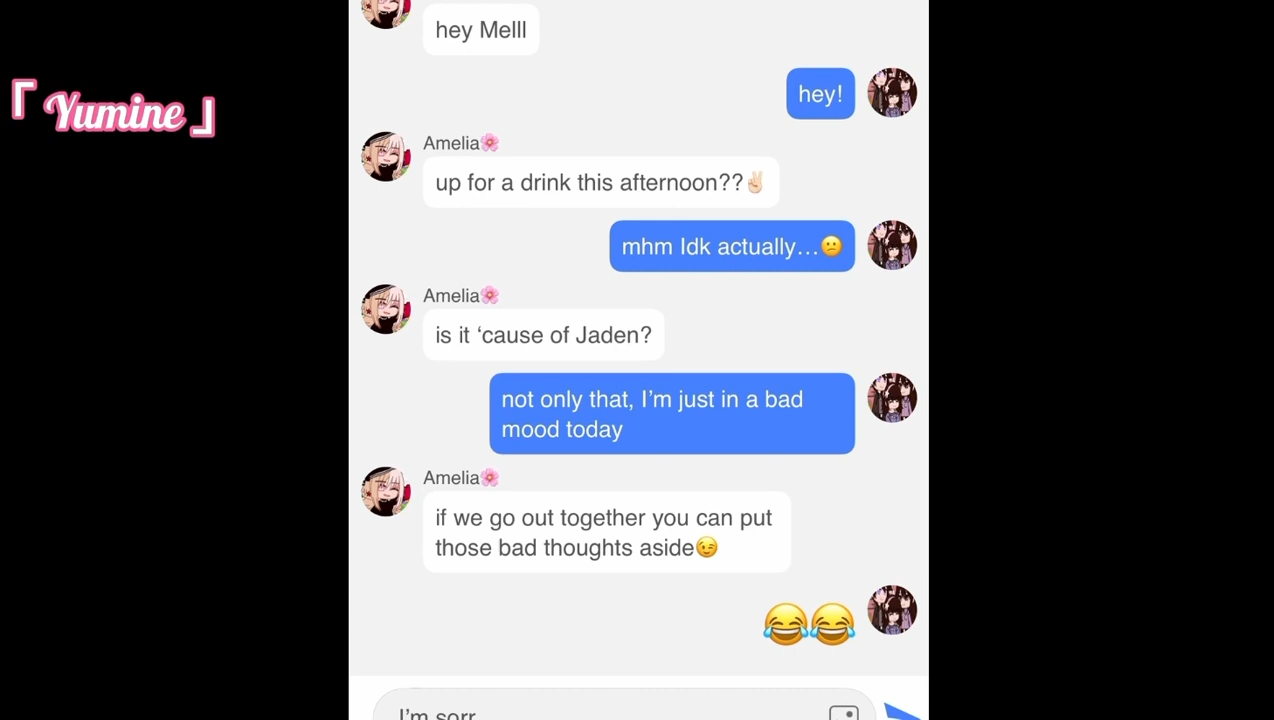 hey Melll
「 Yumine 」
hey!
Amelia🌸
up for a drink this afternoon??✌🏻
mhm Idk actually...😕
Amelia🌸
is it ‘cause of Jaden?
not only that, I’m just in a bad
mood today
Amelia🌸
if we go out together you can put
those bad thoughts aside😉
😂😂
I’m sorr